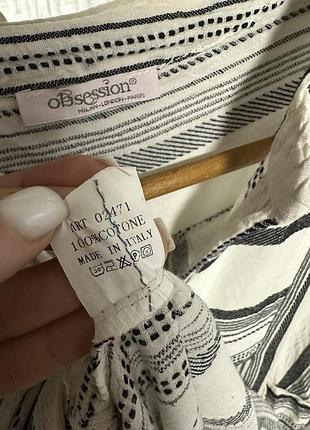 obsession®
MILAN-LONDON-PARIS
ART 02471
100%COTONE
MADE IN ITALY